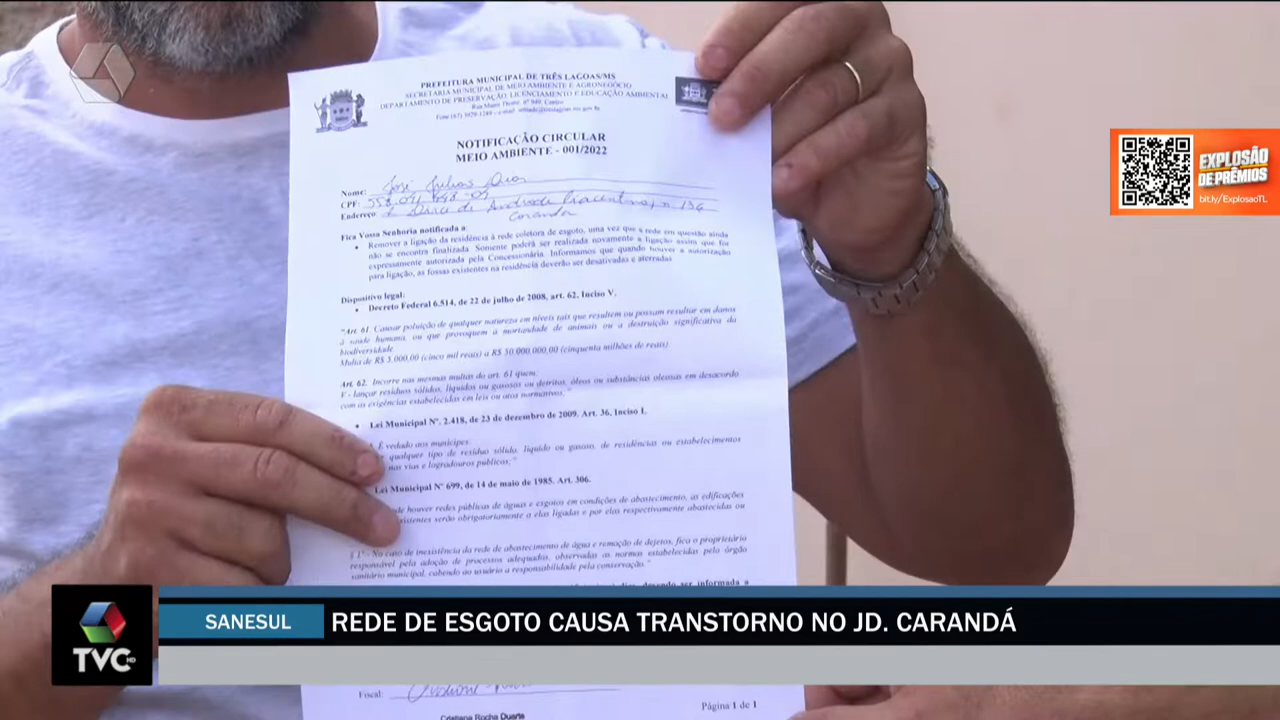 PREFEITURA MUNICIPAL DE TRÊS LAGOAS/MS
SECRETARIA MUNICIPAL DE MEIO AMBIENTE E AGRONEGÓCIO
DEPARTAMENTO DE PRESERVAÇÃO, LICENCIAMENTO E EDUCAÇÃO AMBIENTAL
NOTIFICAÇÃO CIRCULAR
MEIO AMBIENTE - 001/2022
Nome: José
CPF:
Endereço: n. 136
Carandá
Fica Vossa Senhoria notificada a:
• Remover a ligação da residência à rede coletora de esgoto, uma vez que a rede em questão ainda
não se encontra finalizada. Somente poderá ser realizada novamente a ligação assim que for
expressamente autorizada pela Concessionária. Informamos que quando houver a autorização
para ligação, as fossas existentes na residência deverão ser desativadas e aterradas
Dispositivo legal:
• Decreto Federal 6.514, de 22 de julho de 2008, art. 62, Inciso V.
"Art. 61. Causar poluição de qualquer natureza em níveis tais que resultem ou possam resultar em danos
à saúde humana, ou que provoquem a mortandade de animais ou a destruição significativa da
biodiversidade
Multa de R$ 5.000,00 (cinco mil reais) a R$ 50.000.000,00 (cinquenta milhões de reais)
Art. 62. Incorre nas mesmas multas do art. 61 quem:
V - lançar resíduos sólidos, líquidos ou gasosos ou detritos, óleos ou substâncias oleosas em desacordo
com as exigências estabelecidas em leis ou atos normativos."
• Lei Municipal Nº. 2.418, de 23 de dezembro de 2009. Art. 36, Inciso I.
É vedado aos munícipes:
qualquer tipo de resíduo sólido, líquido ou gasoso, de residências ou estabelecimentos
nas vias e logradouros públicos."
Lei Municipal Nº 699, de 14 de maio de 1985. Art. 306.
houver redes públicas de águas e esgotos em condições de abastecimento, as edificações
serão obrigatoriamente a elas ligadas e por elas respectivamente abastecidas ou
§ 1º - No caso de inexistência da rede de abastecimento de água e remoção de dejetos, fica o proprietário
responsável pela adoção de processos adequados, observadas as normas estabelecidas pelo órgão
sanitário municipal, cabendo ao usuário a responsabilidade pela conservação."
devendo ser informada a
EXPLOSÃO
DE PRÊMIOS
bit.ly/ExplosaoTL
SANESUL
REDE DE ESGOTO CAUSA TRANSTORNO NO JD. CARANDÁ
TVC HD
Fiscal:
Cristiana Rocha Duarte
Página 1 de 1